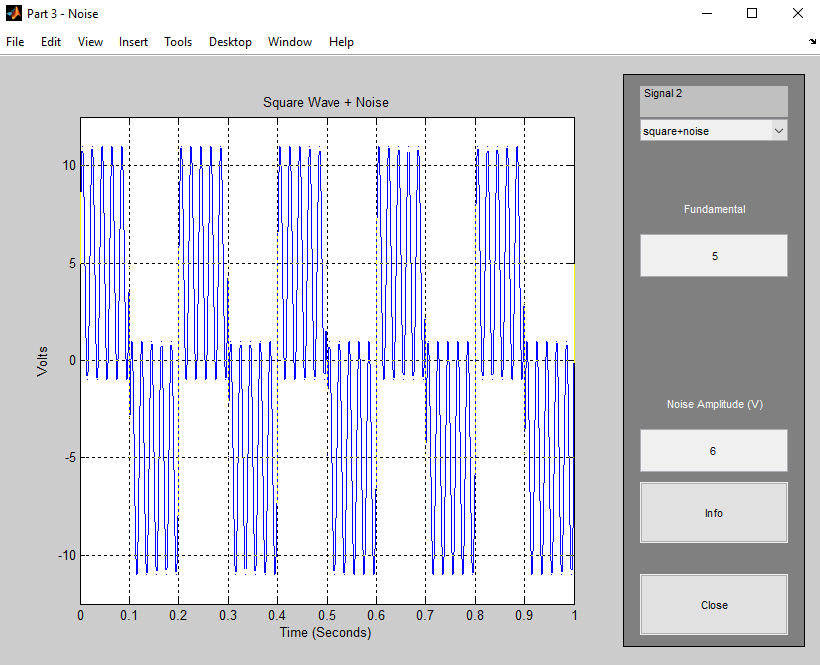 Part 3 - Noise
File Edit View Insert Tools Desktop Window Help
Square Wave + Noise
Volts
10
5
0
-5
-10
0 0.1 0.2 0.3 0.4 0.5 0.6 0.7 0.8 0.9 1
Time (Seconds)
Signal 2
square+noise
Fundamental
5
Noise Amplitude (V)
6
Info
Close